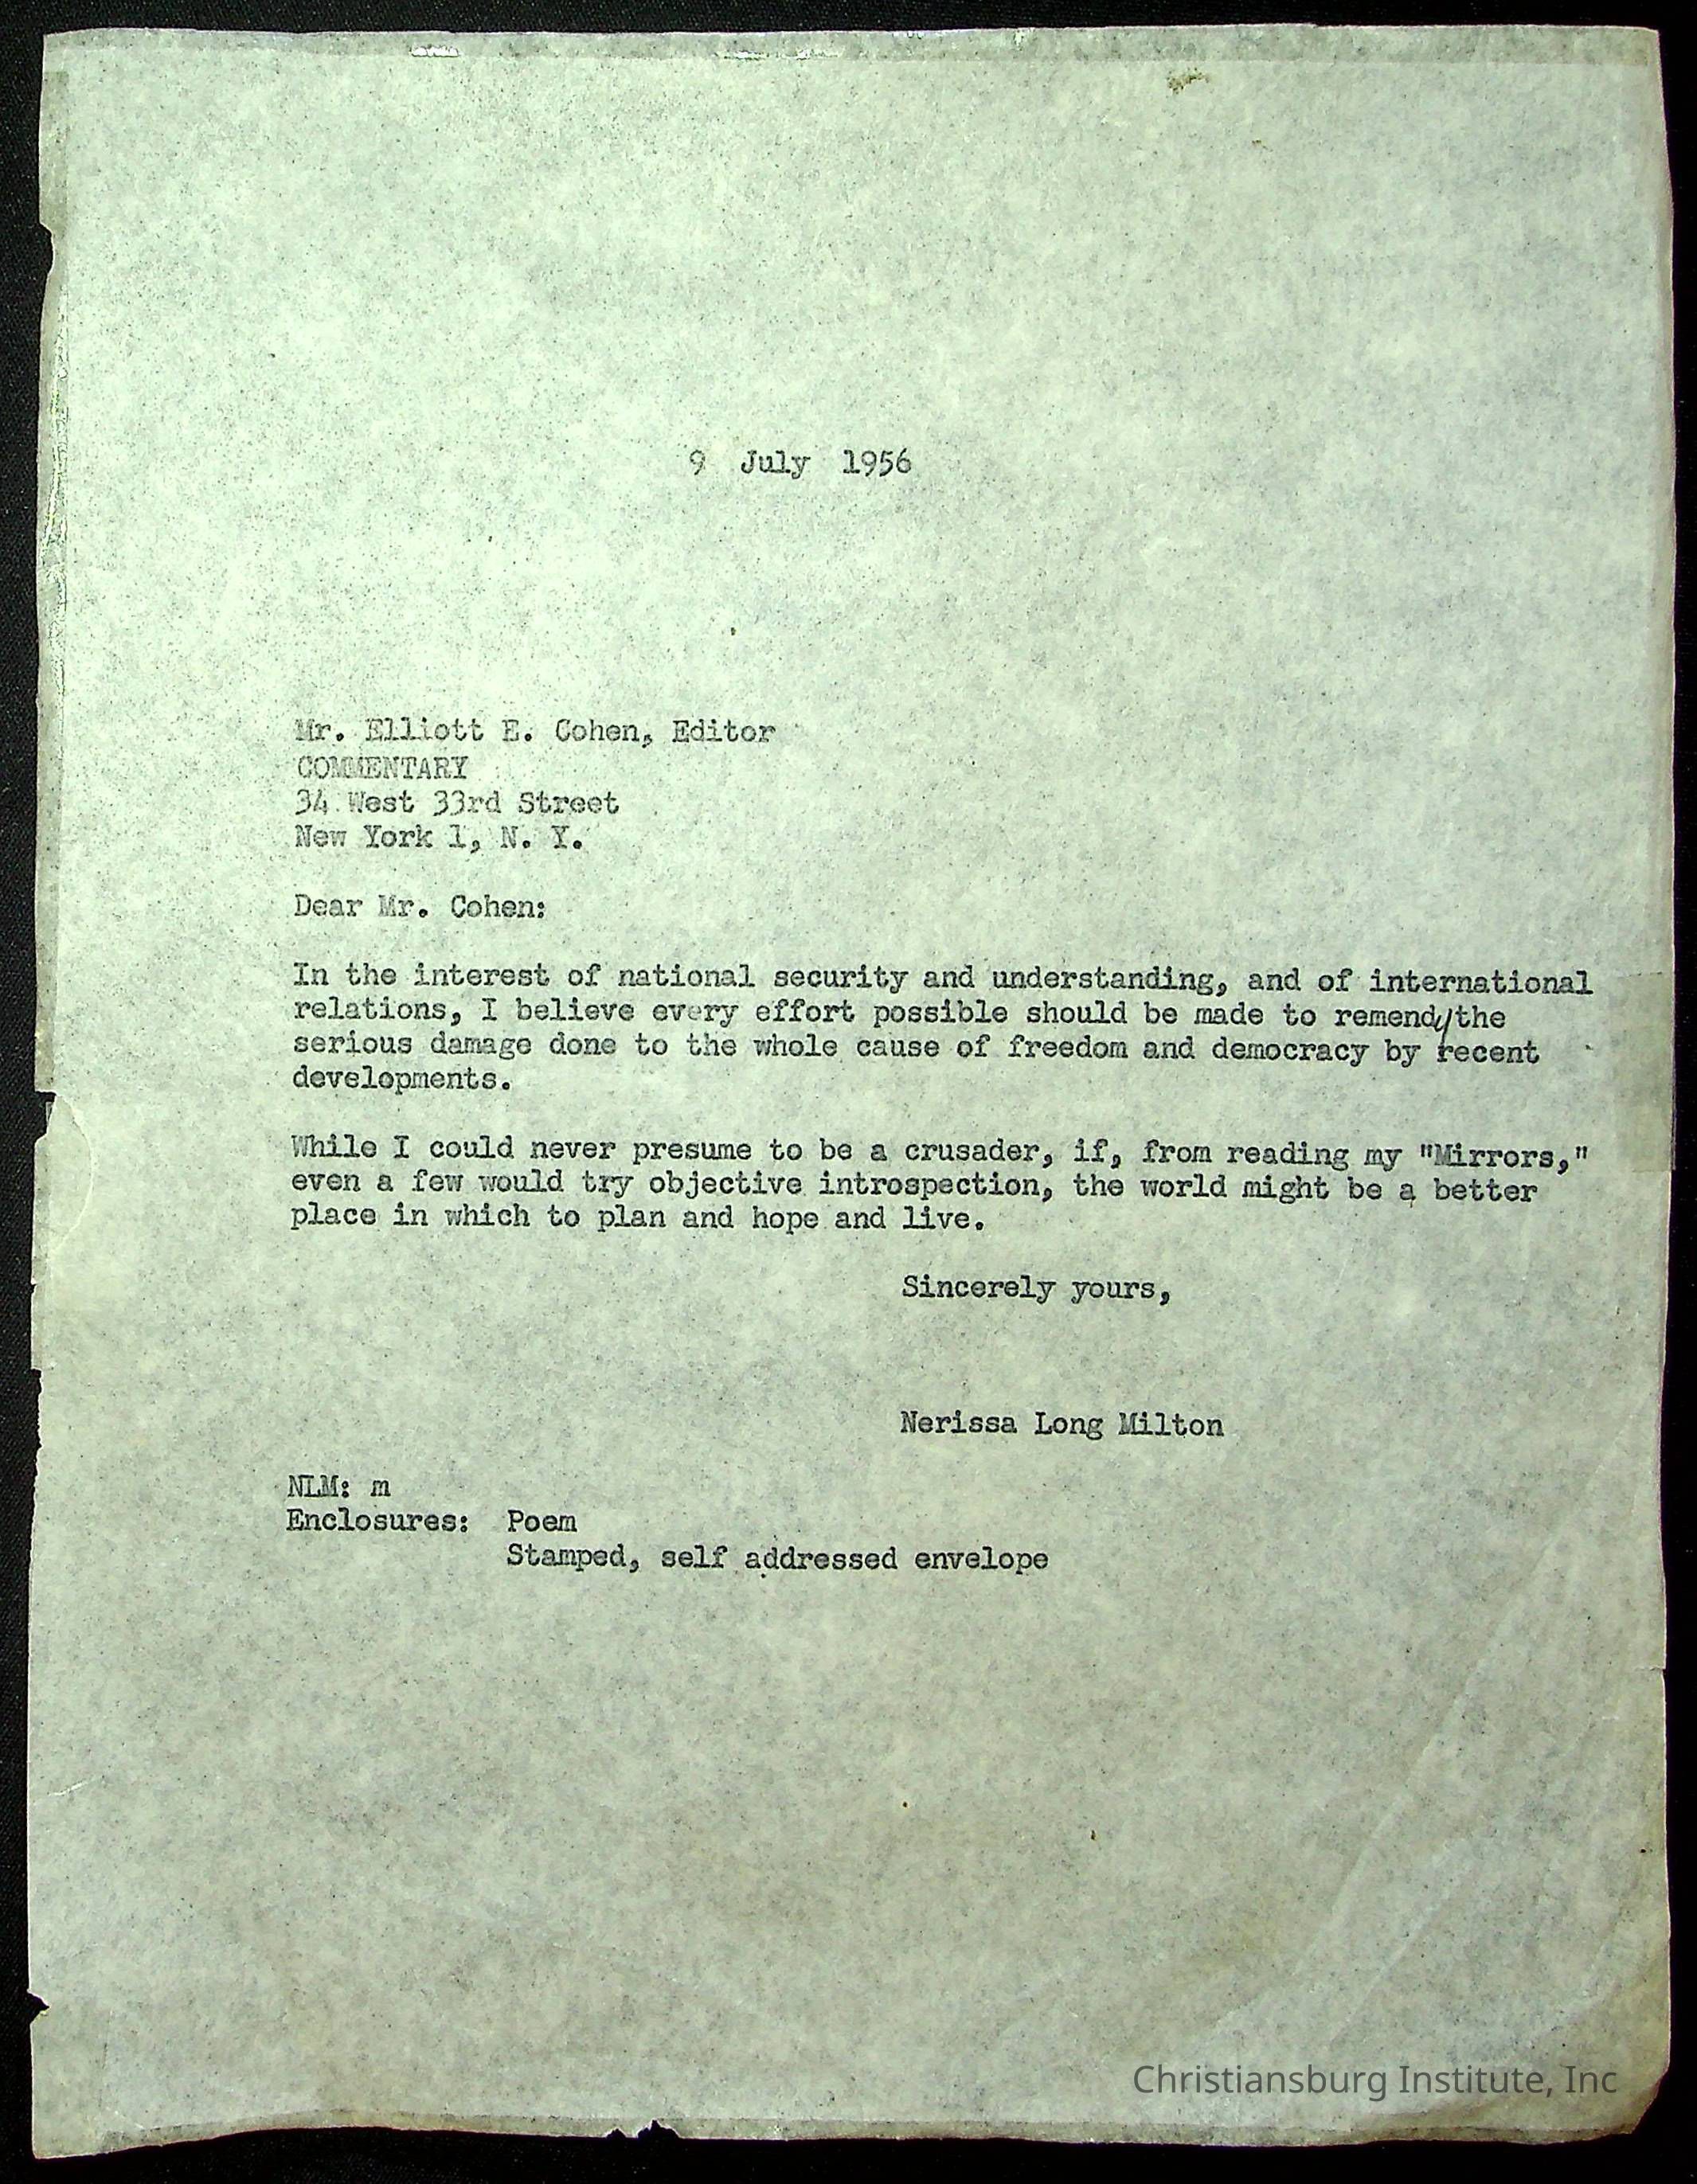 9 July 1956
Mr. Elliott E. Cohen, Editor
COMMENTARY
34 West 33rd Street
New York 1, N. Y.
Dear Mr. Cohen:
In the interest of national security and understanding, and of international
relations, I believe every effort possible should be made to remendy the
serious damage done to the whole cause of freedom and democracy by recent
developments.
While I could never presume to be a crusader, if, from reading my "Mirrors,"
even a few would try objective introspection, the world might be a better
place in which to plan and hope and live.
Sincerely yours,
Nerissa Long Milton
NLM: m
Enclosures: Poem
Stamped, self addressed envelope
Christiansburg Institute, Inc